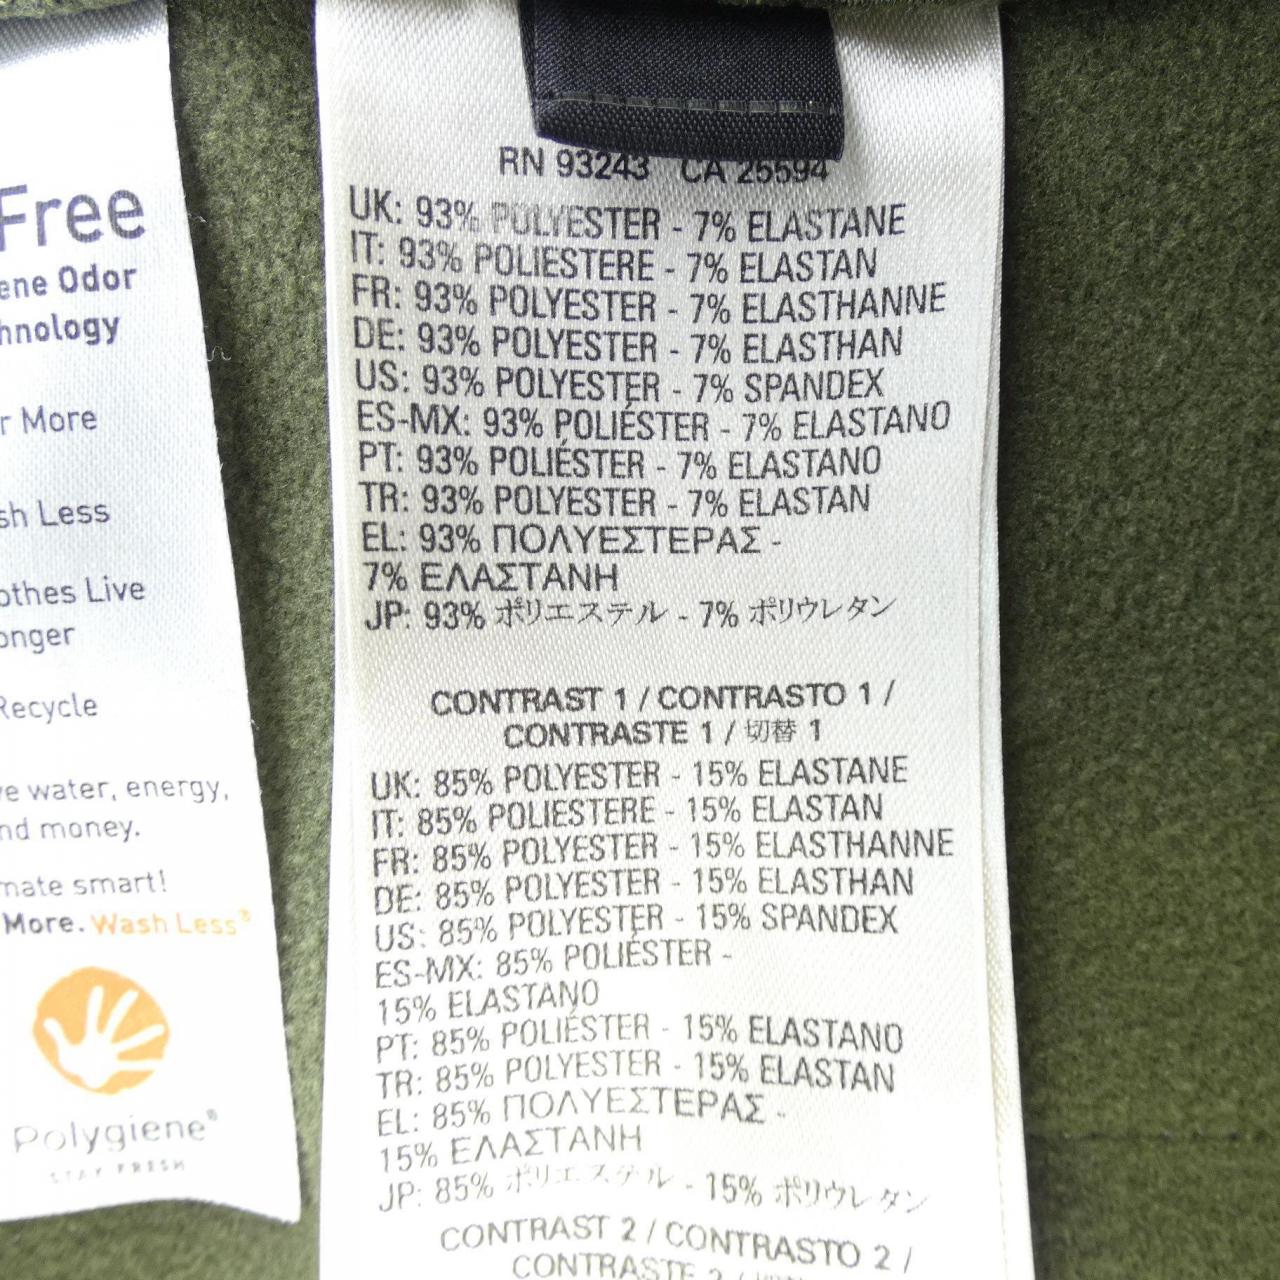 Free
ene Odor
hnology
r More
sh Less
othes Live
onger
Recycle
ve water, energy,
nd money.
mate smart!
More. Wash Less®
Polygiene®
STAY FRESH
RN 93243 CA 25594
UK: 93% POLYESTER - 7% ELASTANE
IT: 93% POLIESTERE - 7% ELASTAN
FR: 93% POLYESTER - 7% ELASTHANNE
DE: 93% POLYESTER - 7% ELASTHAN
US: 93% POLYESTER - 7% SPANDEX
ES-MX: 93% POLIÉSTER - 7% ELASTANO
PT: 93% POLIÉSTER - 7% ELASTANO
TR: 93% POLYESTER - 7% ELASTAN
EL: 93% ΠΟΛΥΕΣΤΕΡΑΣ -
7% ΕΛΑΣΤΑΝΗ
JP: 93% ポリエステル - 7% ポリウレタン
CONTRAST 1 / CONTRASTO 1 /
CONTRASTE 1 / 切替 1
UK: 85% POLYESTER - 15% ELASTANE
IT: 85% POLIESTERE - 15% ELASTAN
FR: 85% POLYESTER - 15% ELASTHANNE
DE: 85% POLYESTER - 15% ELASTHAN
US: 85% POLYESTER - 15% SPANDEX
ES-MX: 85% POLIÉSTER -
15% ELASTANO
PT: 85% POLIÉSTER - 15% ELASTANO
TR: 85% POLYESTER - 15% ELASTAN
EL: 85% ΠΟΛΥΕΣΤΕΡΑΣ -
15% ΕΛΑΣΤΑΝΗ
JP: 85% ポリエステル - 15% ポリウレタン
CONTRAST 2 / CONTRASTO 2 /
CONTRASTE 2 /